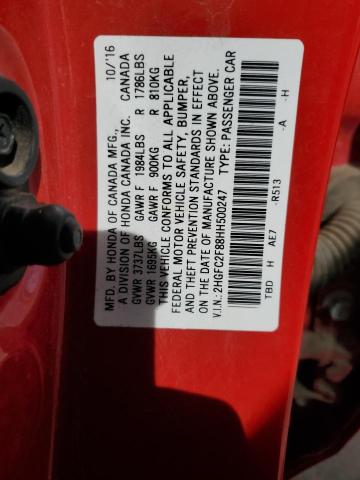 MFD. BY HONDA OF CANADA MFG., 10/'16
A DIVISION OF HONDA CANADA INC. CANADA
GVWR 3737LBS GAWR F 1984LBS R 1786LBS
GVWR 1695KG GAWR F 900KG R 810KG
THIS VEHICLE CONFORMS TO ALL APPLICABLE
FEDERAL MOTOR VEHICLE SAFETY, BUMPER,
AND THEFT PREVENTION STANDARDS IN EFFECT
ON THE DATE OF MANUFACTURE SHOWN ABOVE.
V.I.N.: 2HGFC2F88HH500247 TYPE: PASSENGER CAR
TBD H AE7 -R513 -A -H